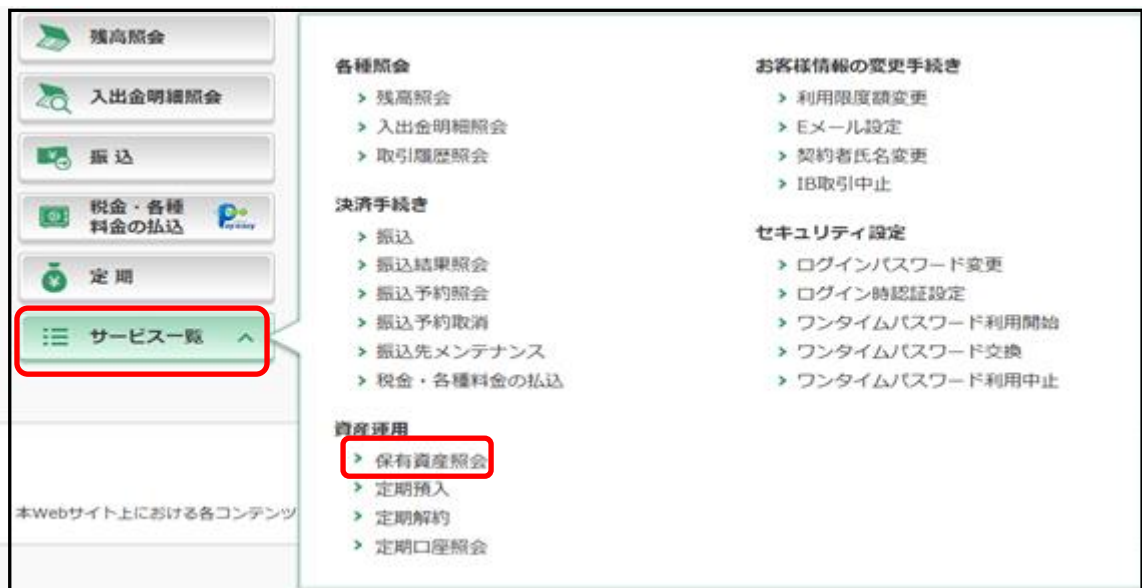 残高照会
入出金明細照会
振込
税金・各種
料金の払込
Pay-easy
定期
サービス一覧
本Webサイト上における各コンテンツ
各種照会
残高照会
入出金明細照会
取引履歴照会
決済手続き
振込
振込結果照会
振込予約照会
振込予約取消
振込先メンテナンス
税金・各種料金の払込
資産運用
保有資産照会
定期預入
定期解約
定期口座照会
お客様情報の変更手続き
利用限度額変更
Eメール設定
契約者氏名変更
IB取引中止
セキュリティ設定
ログインパスワード変更
ログイン時認証設定
ワンタイムパスワード利用開始
ワンタイムパスワード交換
ワンタイムパスワード利用中止